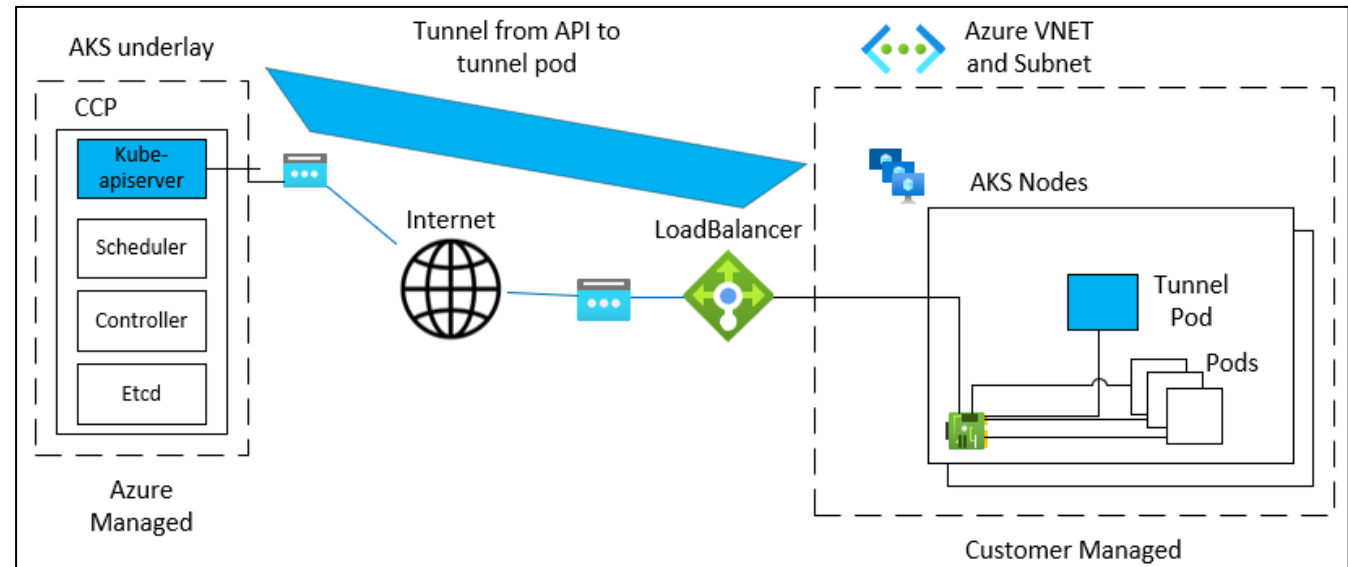 AKS underlay
CCP
Kube-
apiserver
Scheduler
Controller
Etcd
Azure
Managed
Tunnel from API to
tunnel pod
Internet
LoadBalancer
Azure VNET
and Subnet
AKS Nodes
Tunnel
Pod
Pods
Customer Managed